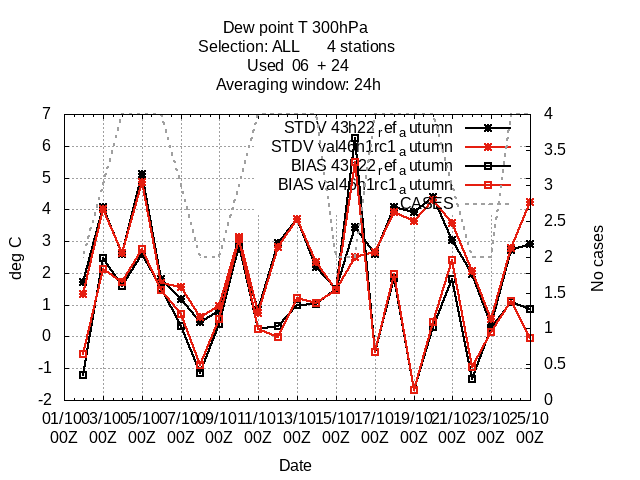 Dew point T 300hPa
Selection: ALL 4 stations
Used 06 + 24
Averaging window: 24h
STDV 43h22_ref_autumn
STDV val46h1rc1_autumn
BIAS 43h22_ref_autumn
BIAS val46h1rc1_autumn
CASES
7
6
5
4
3
2
1
0
-1
-2
deg C
4
3.5
3
2.5
2
1.5
1
0.5
0
No cases
01/10 03/10 05/10 07/10 09/10 11/10 13/10 15/10 17/10 19/10 21/10 23/10 25/10
00Z 00Z 00Z 00Z 00Z 00Z 00Z 00Z 00Z 00Z 00Z 00Z 00Z
Date